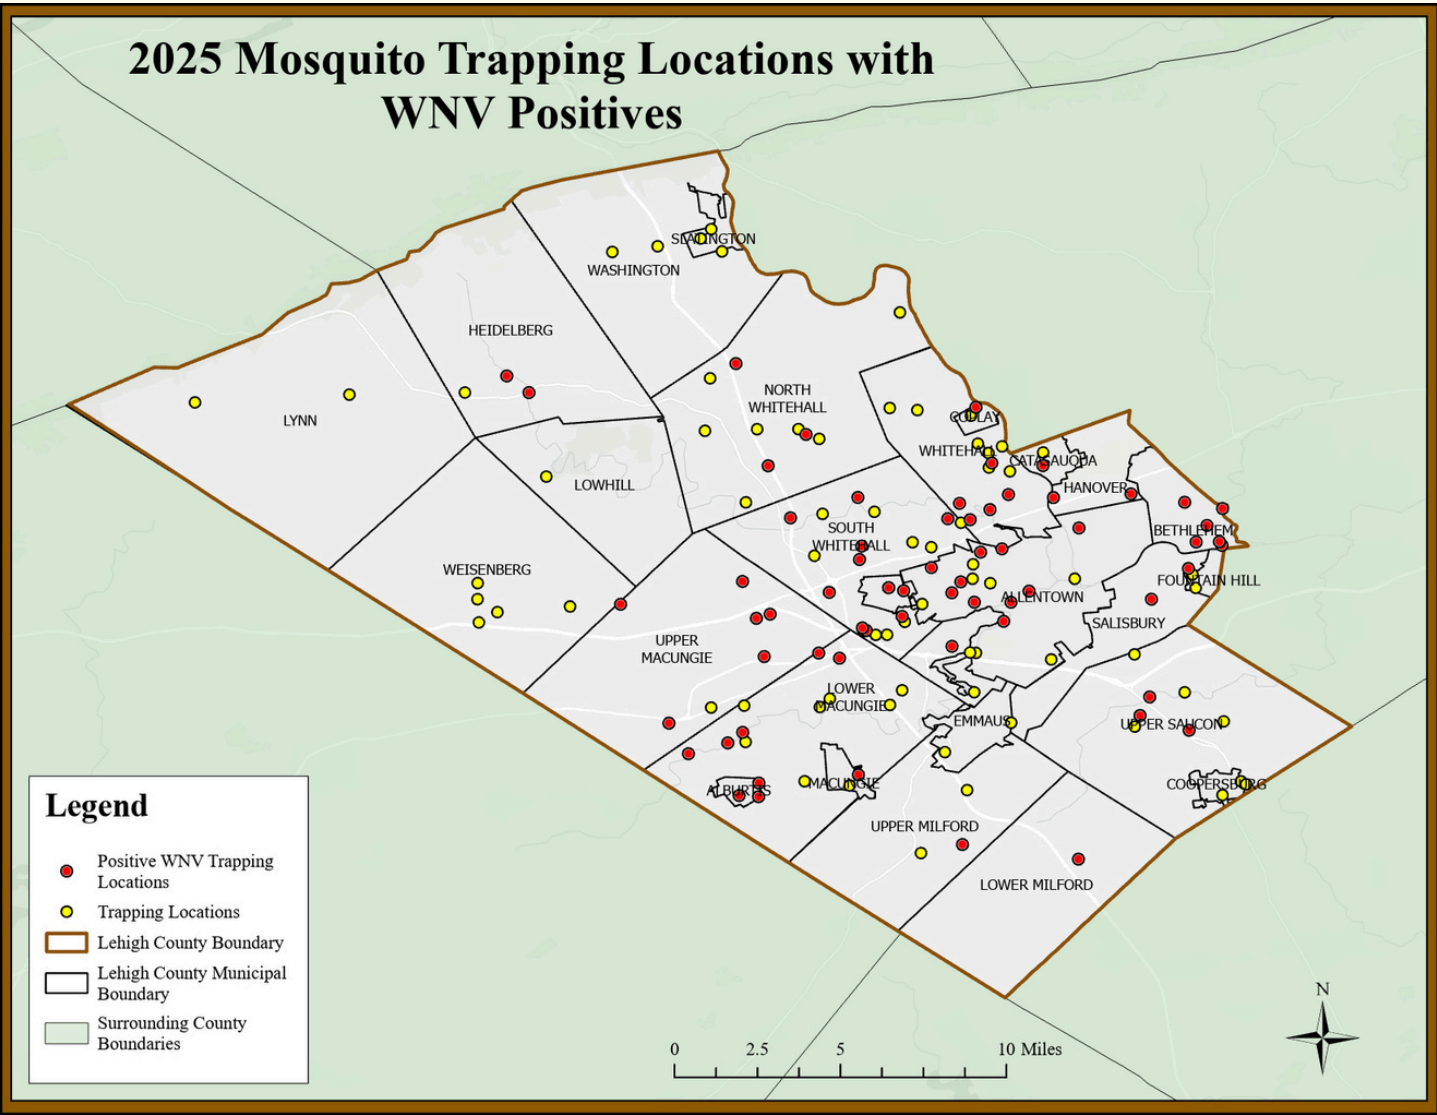 2025 Mosquito Trapping Locations with
WNV Positives
SLATINGTON
WASHINGTON
HEIDELBERG
LYNN
NORTH
WHITEHALL
COPLAY
WHITEHALL
CATASAUQUA
LOWHILL
HANOVER
SOUTH
WHITEHALL
BETHLEHEM
WEISENBERG
FOUNTAIN HILL
ALLENTOWN
SALISBURY
UPPER
MACUNGIE
LOWER
MACUNGIE
EMMAUS
UPPER SAUCON
ALBURTIS
MACUNGIE
COOPERSBURG
UPPER MILFORD
LOWER MILFORD
Legend
Positive WNV Trapping
Locations
Trapping Locations
Lehigh County Boundary
Lehigh County Municipal
Boundary
Surrounding County
Boundaries
N
0 2.5 5 10 Miles